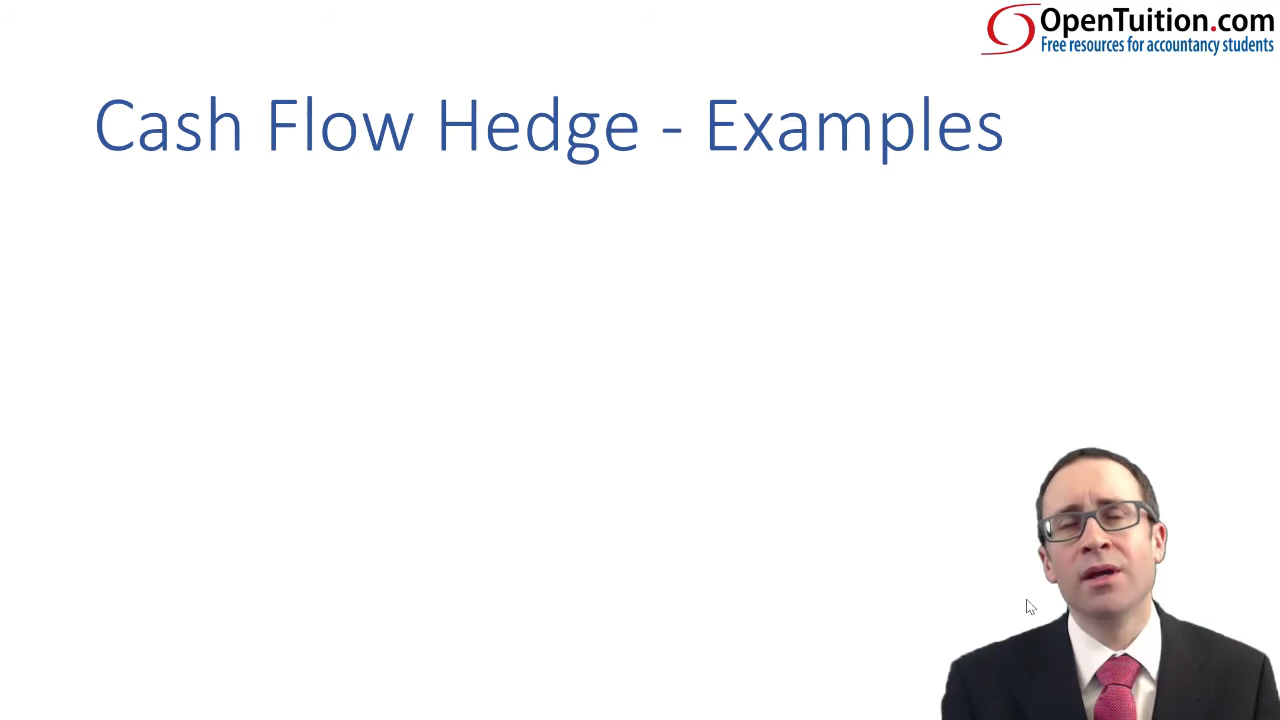 OpenTuition.com
Free resources for accountancy students
Cash Flow Hedge - Examples